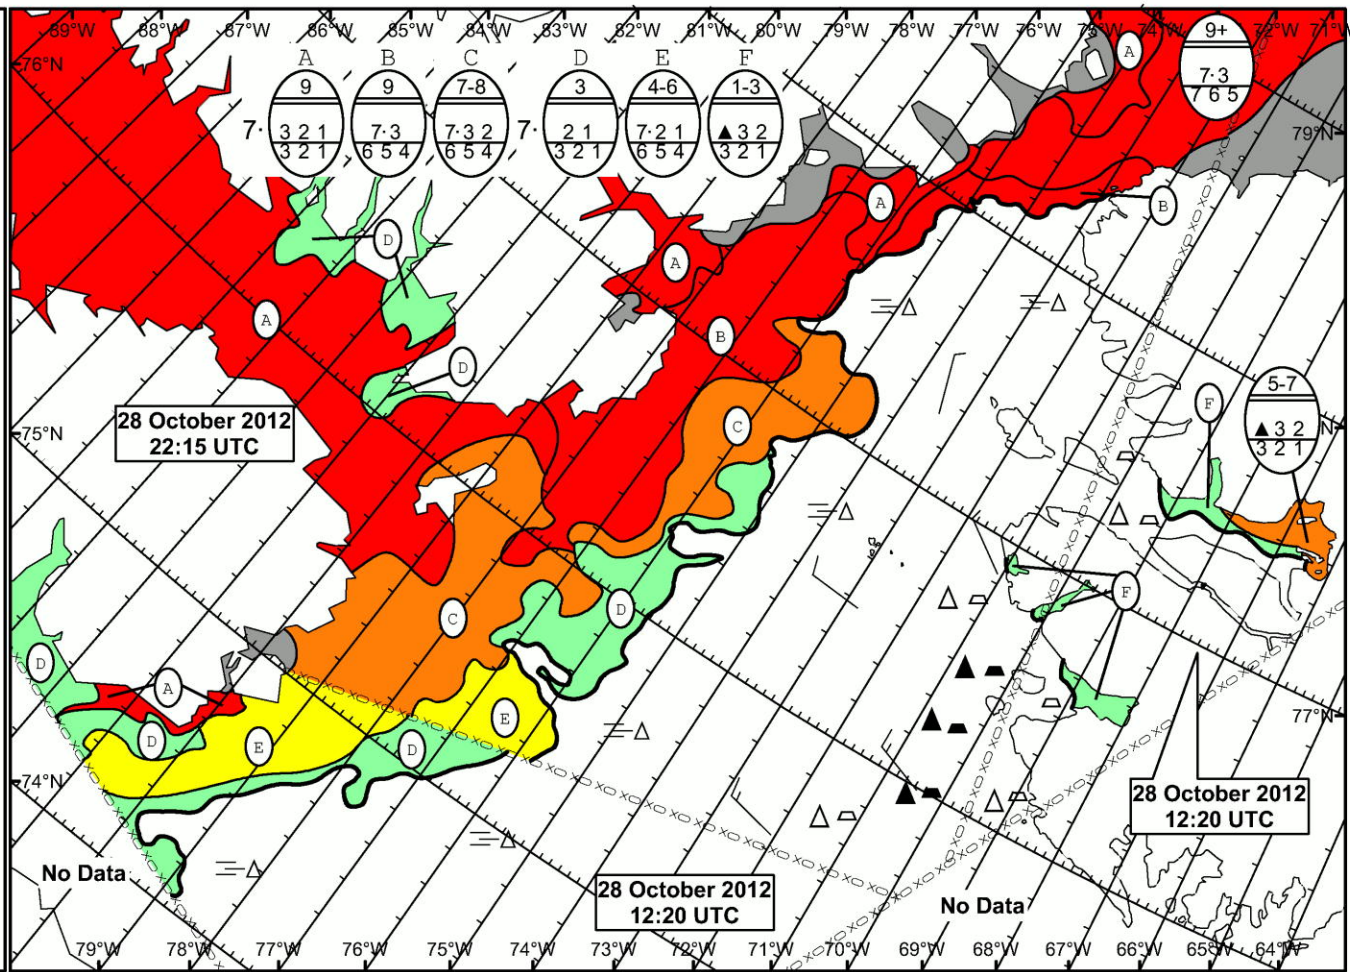 89°W 88°W 87°W 86°W 85°W 84°W 83°W 82°W 81°W 80°W 79°W 78°W 77°W 76°W 75°W 74°W 73°W 72°W 71°W
76°N
A B C D E F
9 9 7-8 3 4-6 1-3
7· 3 2 1 7·3 7·3 2 7· 2 1 7·2 1 ▲ 3 2
3 2 1 6 5 4 6 5 4 3 2 1 6 5 4 3 2 1
A
9+
7·3
7 6 5
79°N
A
B
D
A
A
B
D
28 October 2012
22:15 UTC
75°N
C
F
5-7
▲ 3 2
3 2 1
N
C
D
F
D
A
D
E
D
E
77°N
74°N
28 October 2012
12:20 UTC
No Data
28 October 2012
12:20 UTC
No Data
79°W 78°W 77°W 76°W 75°W 74°W 73°W 72°W 71°W 70°W 69°W 68°W 67°W 66°W 65°W 64°W